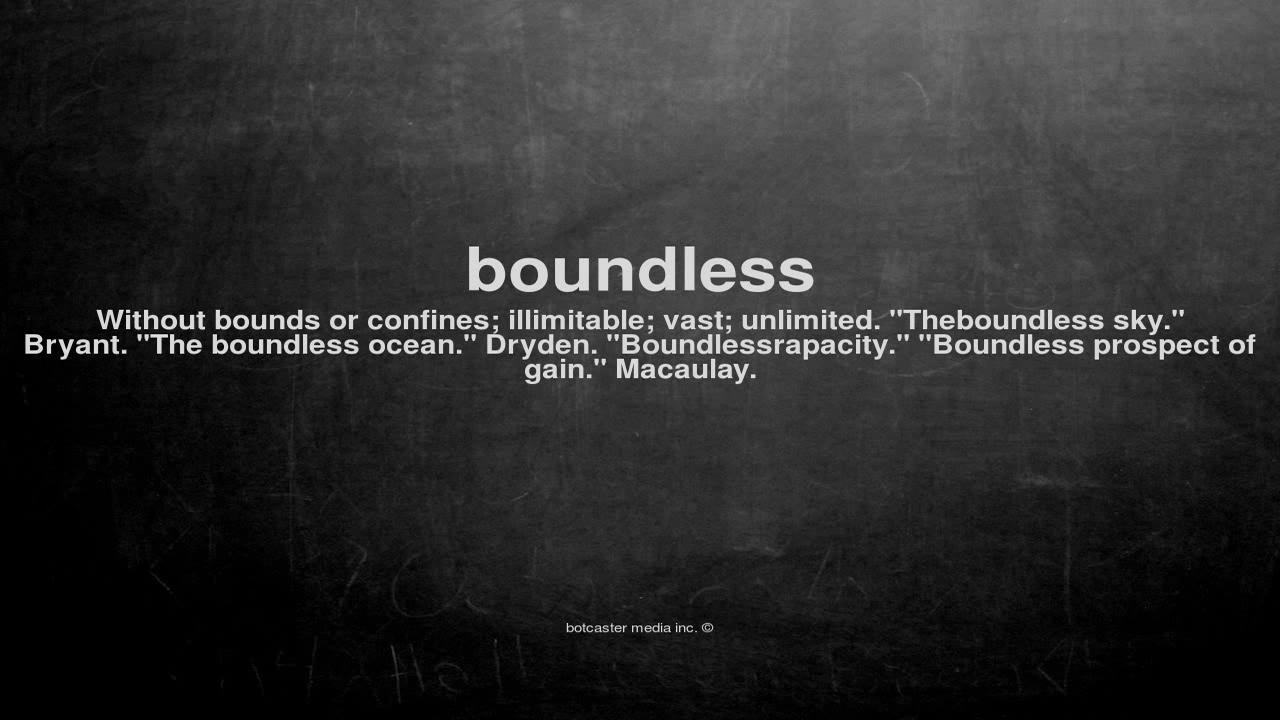 boundless
Without bounds or confines; illimitable; vast; unlimited. "Theboundless sky."
Bryant. "The boundless ocean." Dryden. "Boundlessrapacity." "Boundless prospect of
gain." Macaulay.
botcaster media inc. ©